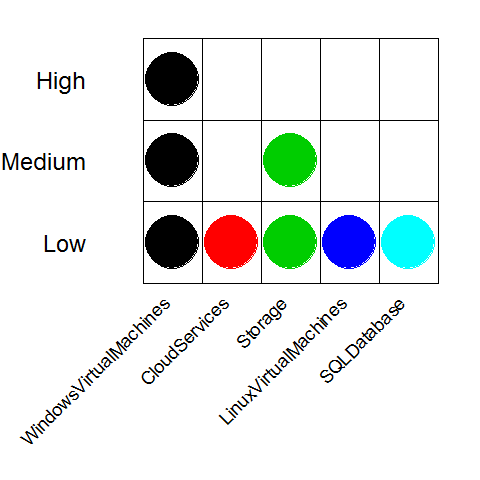 High
Medium
Low
WindowsVirtualMachines
CloudServices
Storage
LinuxVirtualMachines
SQLDatabase